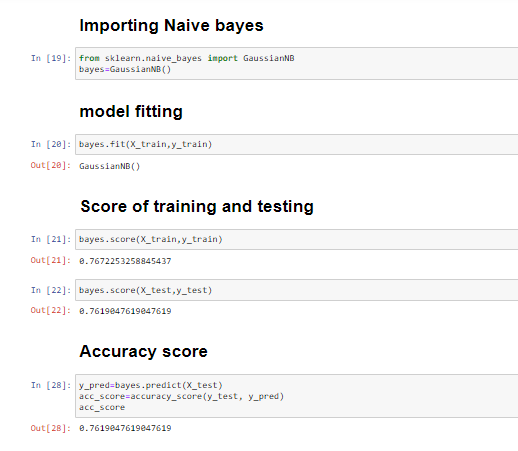 Importing Naive bayes
In [19]: from sklearn.naive_bayes import GaussianNB
bayes=GaussianNB()
model fitting
In [20]: bayes.fit(X_train,y_train)
Out[20]: GaussianNB()
Score of training and testing
In [21]: bayes.score(X_train,y_train)
Out[21]: 0.7672253258845437
In [22]: bayes.score(X_test,y_test)
Out[22]: 0.7619047619047619
Accuracy score
In [28]: y_pred=bayes.predict(X_test)
acc_score=accuracy_score(y_test, y_pred)
acc_score
Out[28]: 0.7619047619047619